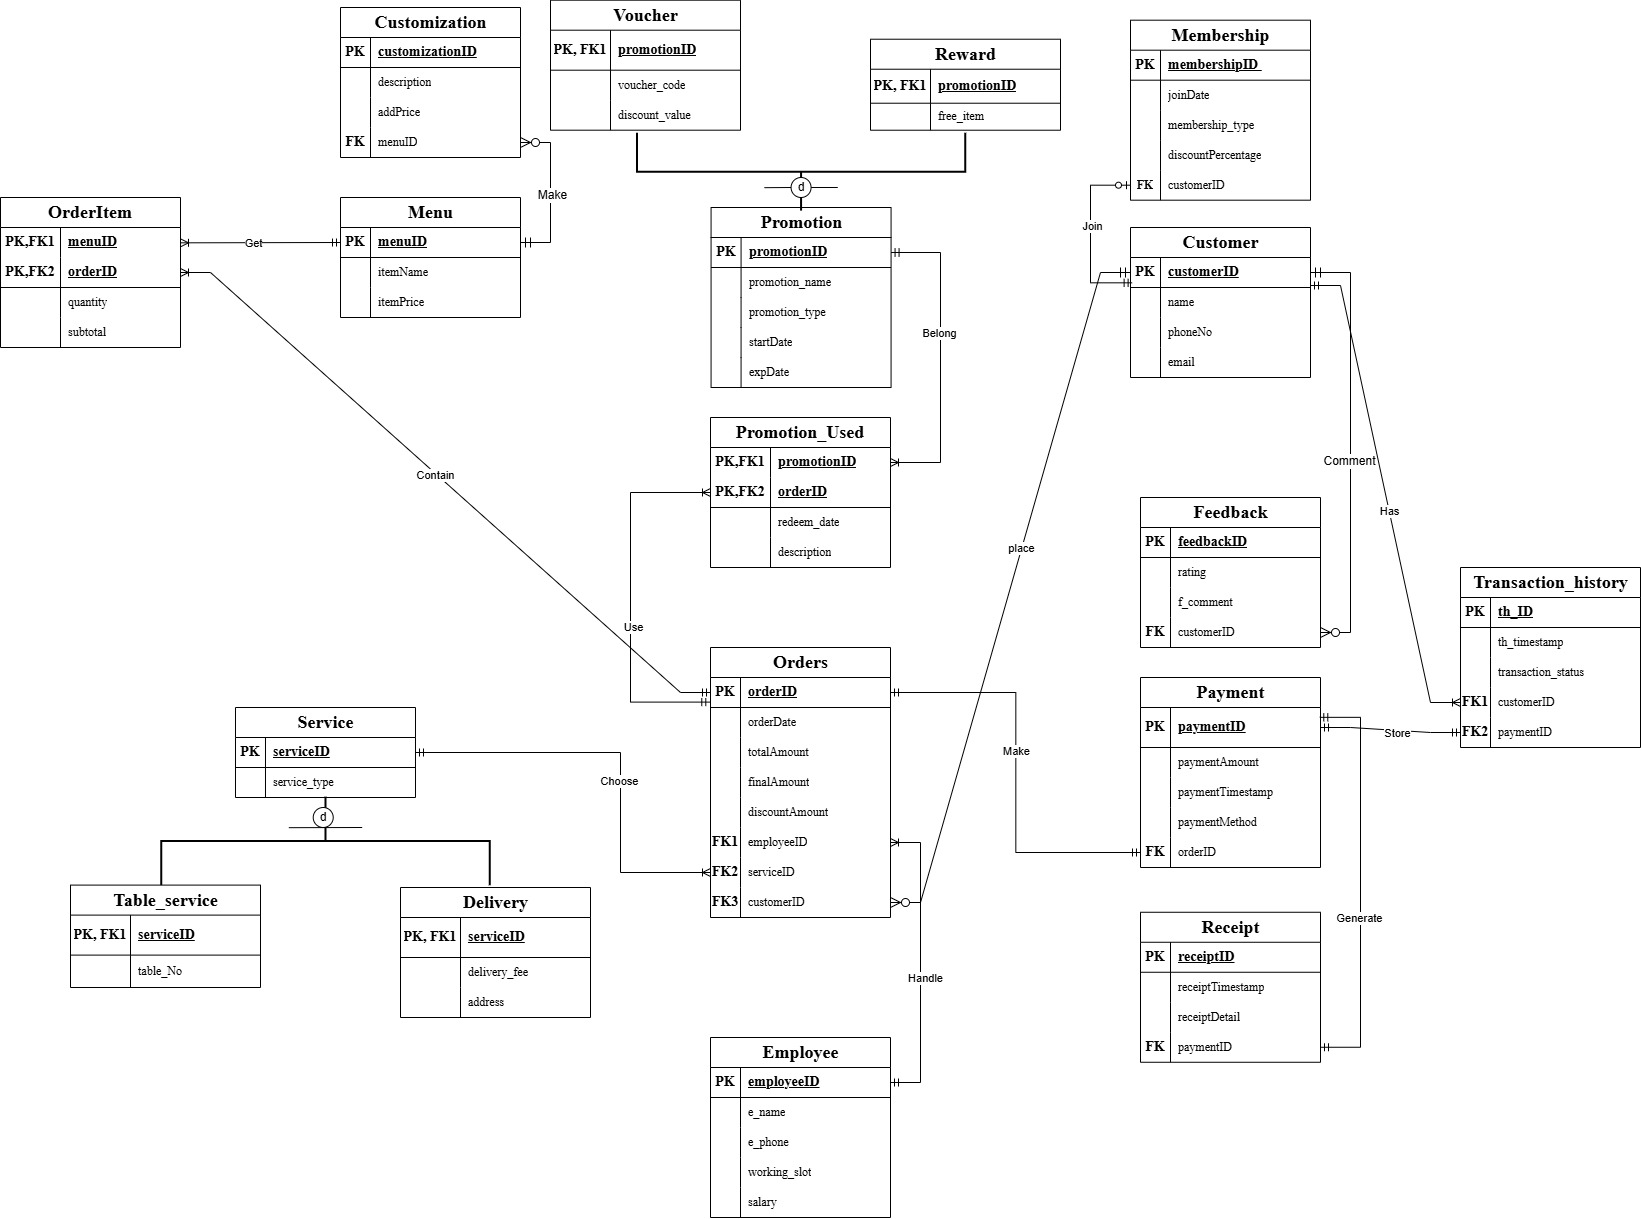 Customization
PK customizationID
description
addPrice
FK menuID
Voucher
PK, FK1 promotionID
voucher_code
discount_value
Reward
PK, FK1 promotionID
free_item
Membership
PK membershipID
joinDate
membership_type
discountPercentage
FK customerID
Make
Join
d
OrderItem
PK,FK1 menuID
PK,FK2 orderID
quantity
subtotal
Get
Menu
PK menuID
itemName
itemPrice
Promotion
PK promotionID
promotion_name
promotion_type
startDate
expDate
Belong
Customer
PK customerID
name
phoneNo
email
Promotion_Used
PK,FK1 promotionID
PK,FK2 orderID
redeem_date
description
Contain
Comment
Has
place
Use
Feedback
PK feedbackID
rating
f_comment
FK customerID
Transaction_history
PK th_ID
th_timestamp
transaction_status
FK1 customerID
FK2 paymentID
Orders
PK orderID
orderDate
totalAmount
finalAmount
discountAmount
FK1 employeeID
FK2 serviceID
FK3 customerID
Make
Payment
PK paymentID
paymentAmount
paymentTimestamp
paymentMethod
FK orderID
Store
Service
PK serviceID
service_type
Choose
d
Table_service
PK, FK1 serviceID
table_No
Delivery
PK, FK1 serviceID
delivery_fee
address
Generate
Receipt
PK receiptID
receiptTimestamp
receiptDetail
FK paymentID
Handle
Employee
PK employeeID
e_name
e_phone
working_slot
salary